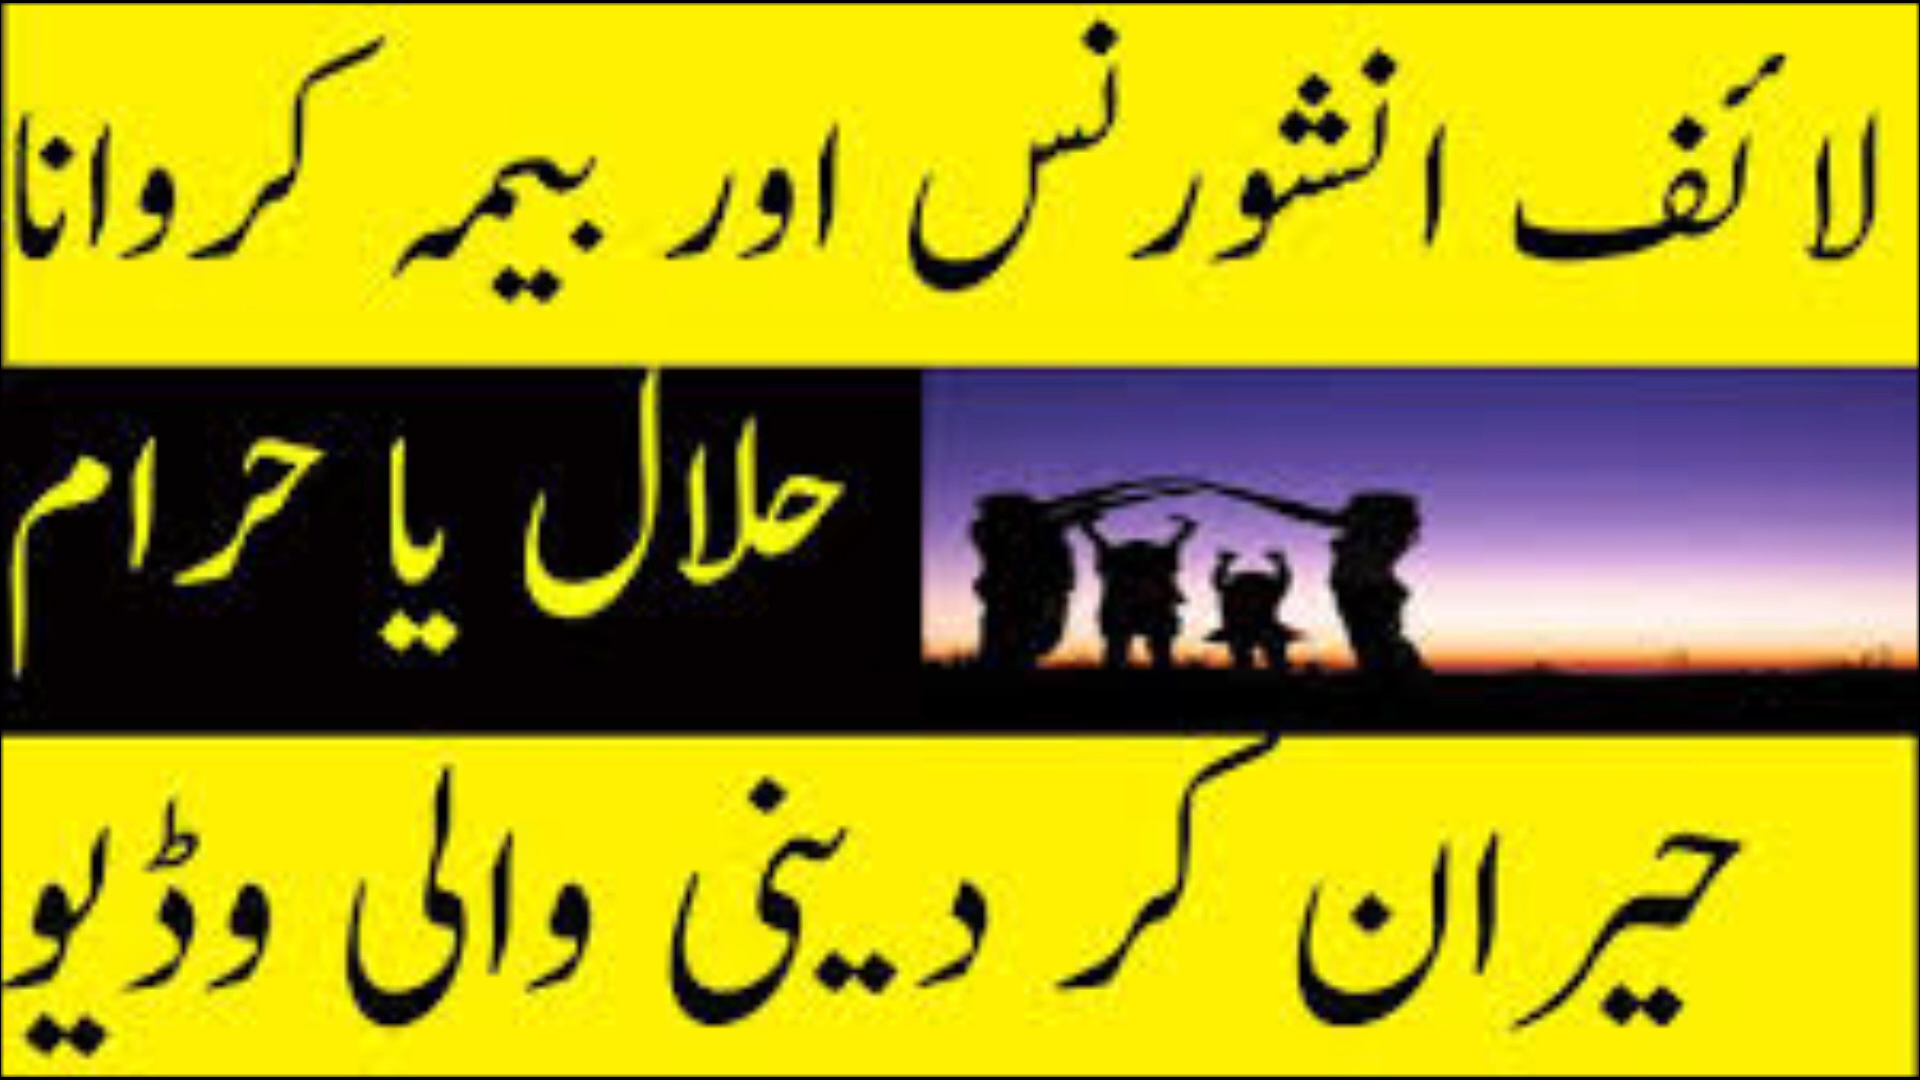 لائف انشورنس اور بیمہ کروانا
حلال یا حرام
حیران کر دینی والی وڈیو